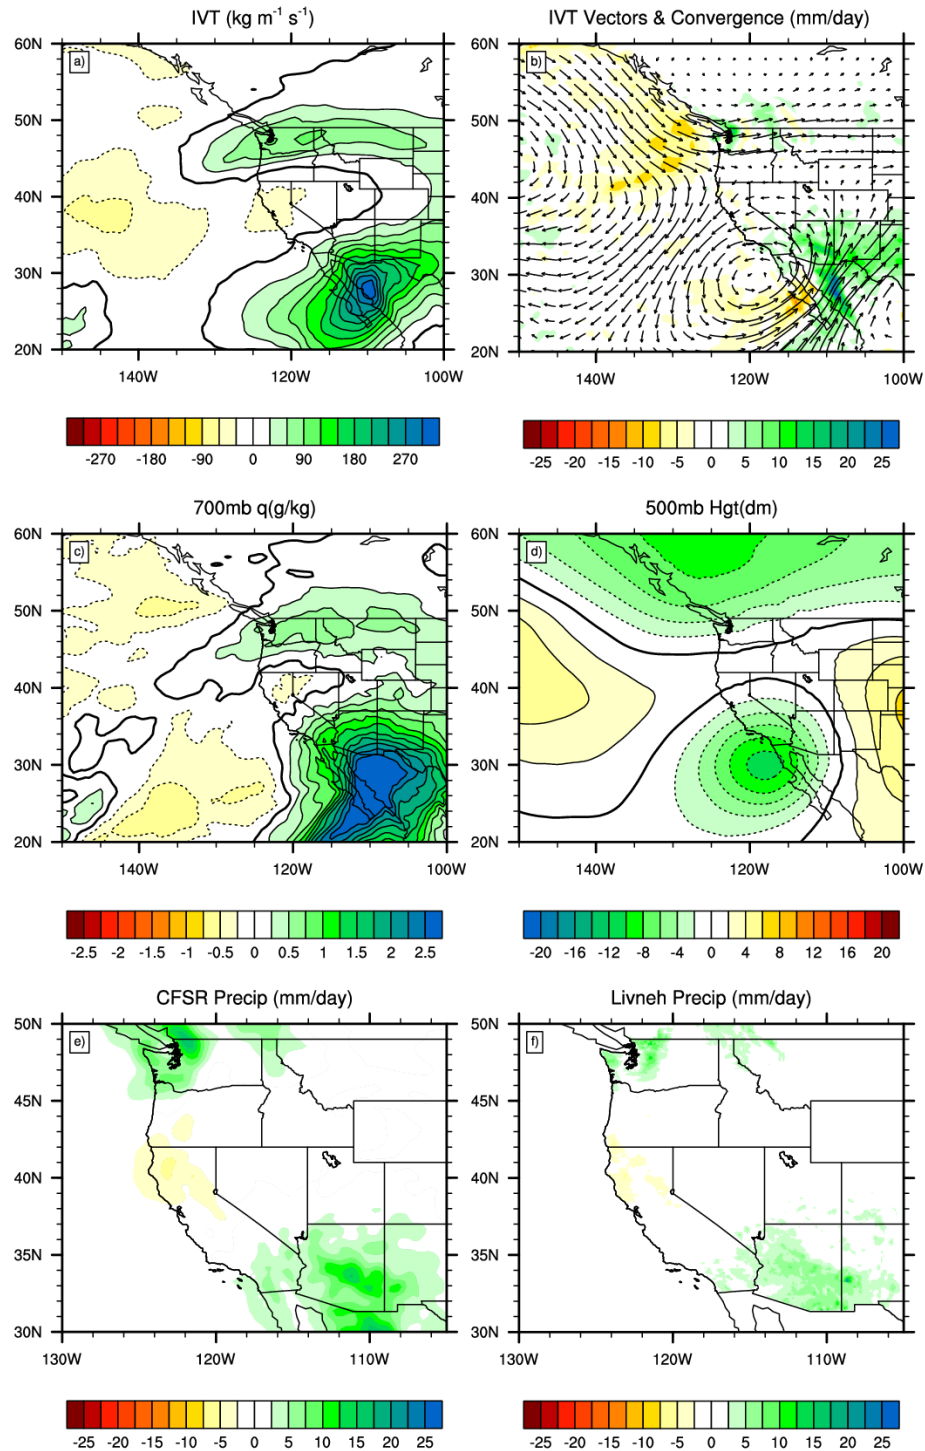 IVT (kg m⁻¹ s⁻¹)
IVT Vectors & Convergence (mm/day)
60N
a)
50N
40N
30N
20N
140W
120W
100W
60N
b)
50N
40N
30N
20N
140W
120W
100W
-270 -180 -90 0 90 180 270
-25 -20 -15 -10 -5 0 5 10 15 20 25
700mb q(g/kg)
500mb Hgt(dm)
60N
c)
50N
40N
30N
20N
140W
120W
100W
60N
d)
50N
40N
30N
20N
140W
120W
100W
-2.5 -2 -1.5 -1 -0.5 0 0.5 1 1.5 2 2.5
-20 -16 -12 -8 -4 0 4 8 12 16 20
CFSR Precip (mm/day)
Livneh Precip (mm/day)
50N
e)
45N
40N
35N
30N
130W
120W
110W
50N
f)
45N
40N
35N
30N
130W
120W
110W
-25 -20 -15 -10 -5 0 5 10 15 20 25
-25 -20 -15 -10 -5 0 5 10 15 20 25